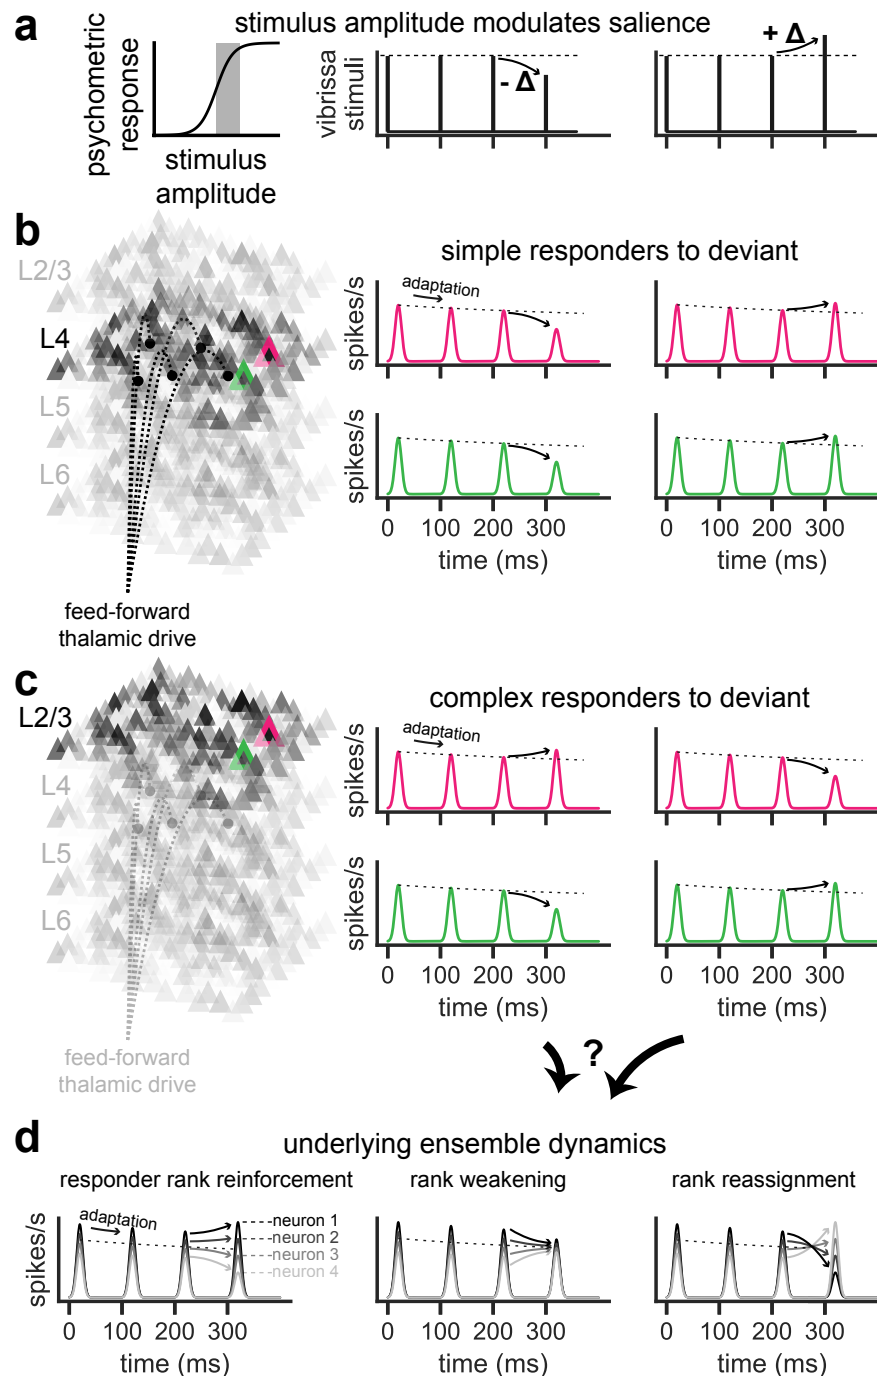 a
stimulus amplitude modulates salience
psychometric
response
stimulus
amplitude
vibrissa
stimuli
- Δ
+ Δ
b
simple responders to deviant
L2/3
L4
L5
L6
feed-forward
thalamic drive
spikes/s
adaptation
spikes/s
0 100 200 300
time (ms)
0 100 200 300
time (ms)
c
complex responders to deviant
L2/3
L4
L5
L6
feed-forward
thalamic drive
spikes/s
adaptation
spikes/s
0 100 200 300
time (ms)
0 100 200 300
time (ms)
?
d
underlying ensemble dynamics
responder rank reinforcement
rank weakening
rank reassignment
spikes/s
adaptation
neuron 1
neuron 2
neuron 3
neuron 4
0 100 200 300
time (ms)
0 100 200 300
time (ms)
0 100 200 300
time (ms)